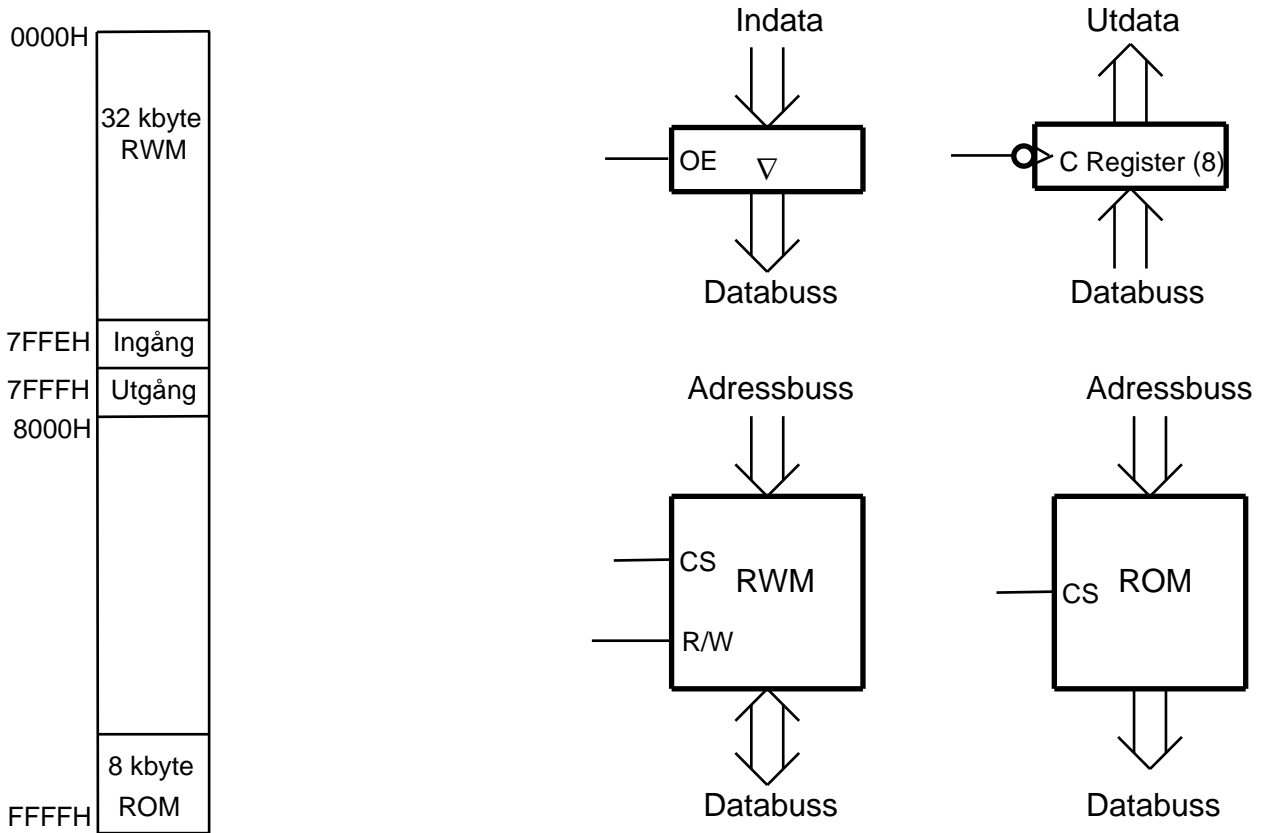 0000H
32 kbyte
RWM
7FFEH
Ingång
7FFFH
Utgång
8000H
8 kbyte
ROM
FFFFH
Indata
OE ∇
Databuss
Utdata
C Register (8)
Databuss
Adressbuss
CS
RWM
R/W
Databuss
Adressbuss
CS
ROM
Databuss